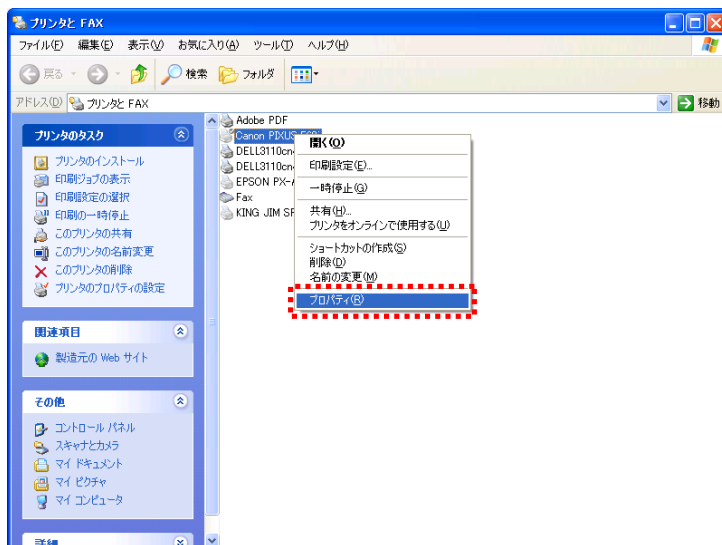 プリンタと FAX
ファイル(F) 編集(E) 表示(V) お気に入り(A) ツール(T) ヘルプ(H)
戻る 検索 フォルダ
アドレス(D) プリンタと FAX 移動
プリンタのタスク
プリンタのインストール
印刷ジョブの表示
印刷設定の選択
印刷の一時停止
このプリンタの共有
このプリンタの名前変更
このプリンタの削除
プリンタのプロパティの設定
関連項目
製造元の Web サイト
その他
コントロール パネル
スキャナとカメラ
マイ ドキュメント
マイ ピクチャ
マイ コンピュータ
詳細
Adobe PDF
Canon PIXUS
DELL3110cn
DELL3110cn
EPSON PX-
Fax
KING JIM
開く(O)
印刷設定(E)...
一時停止(G)
共有(H)...
プリンタをオンラインで使用する(U)
ショートカットの作成(S)
削除(D)
名前の変更(M)
プロパティ(R)